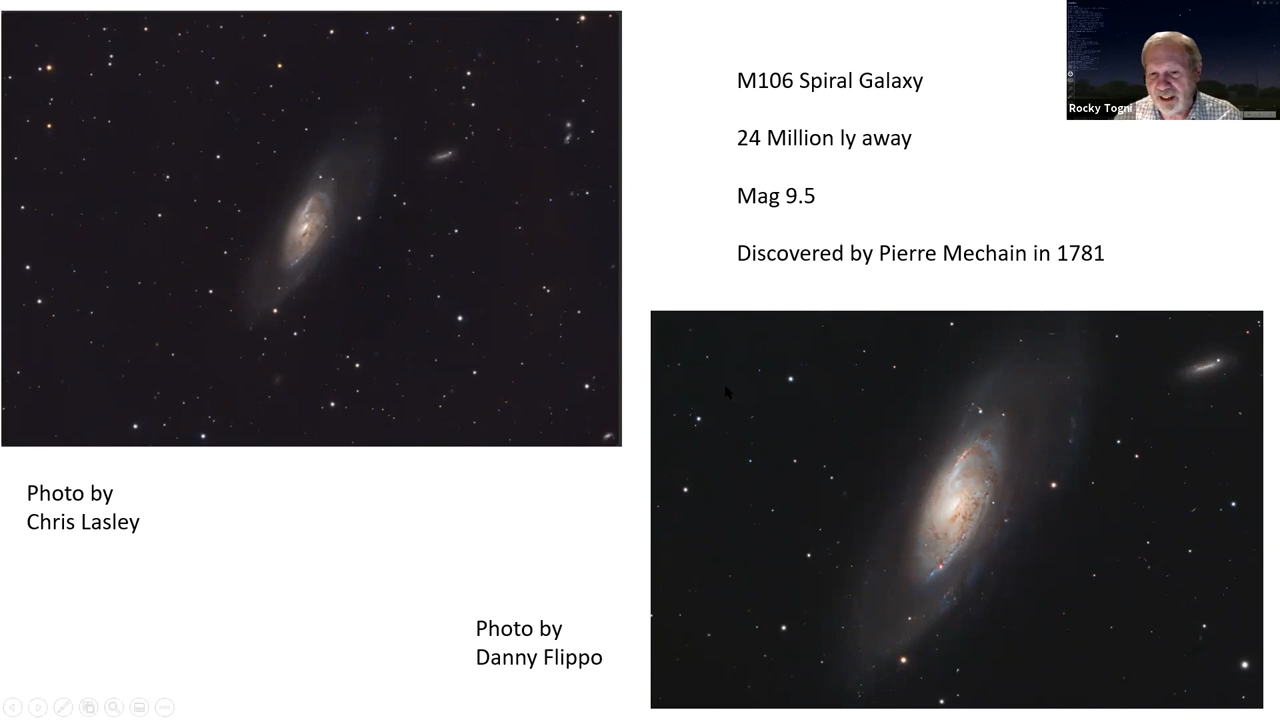 M106 Spiral Galaxy
24 Million ly away
Mag 9.5
Discovered by Pierre Mechain in 1781
Rocky Togni
Photo by
Chris Lasley
Photo by
Danny Flippo